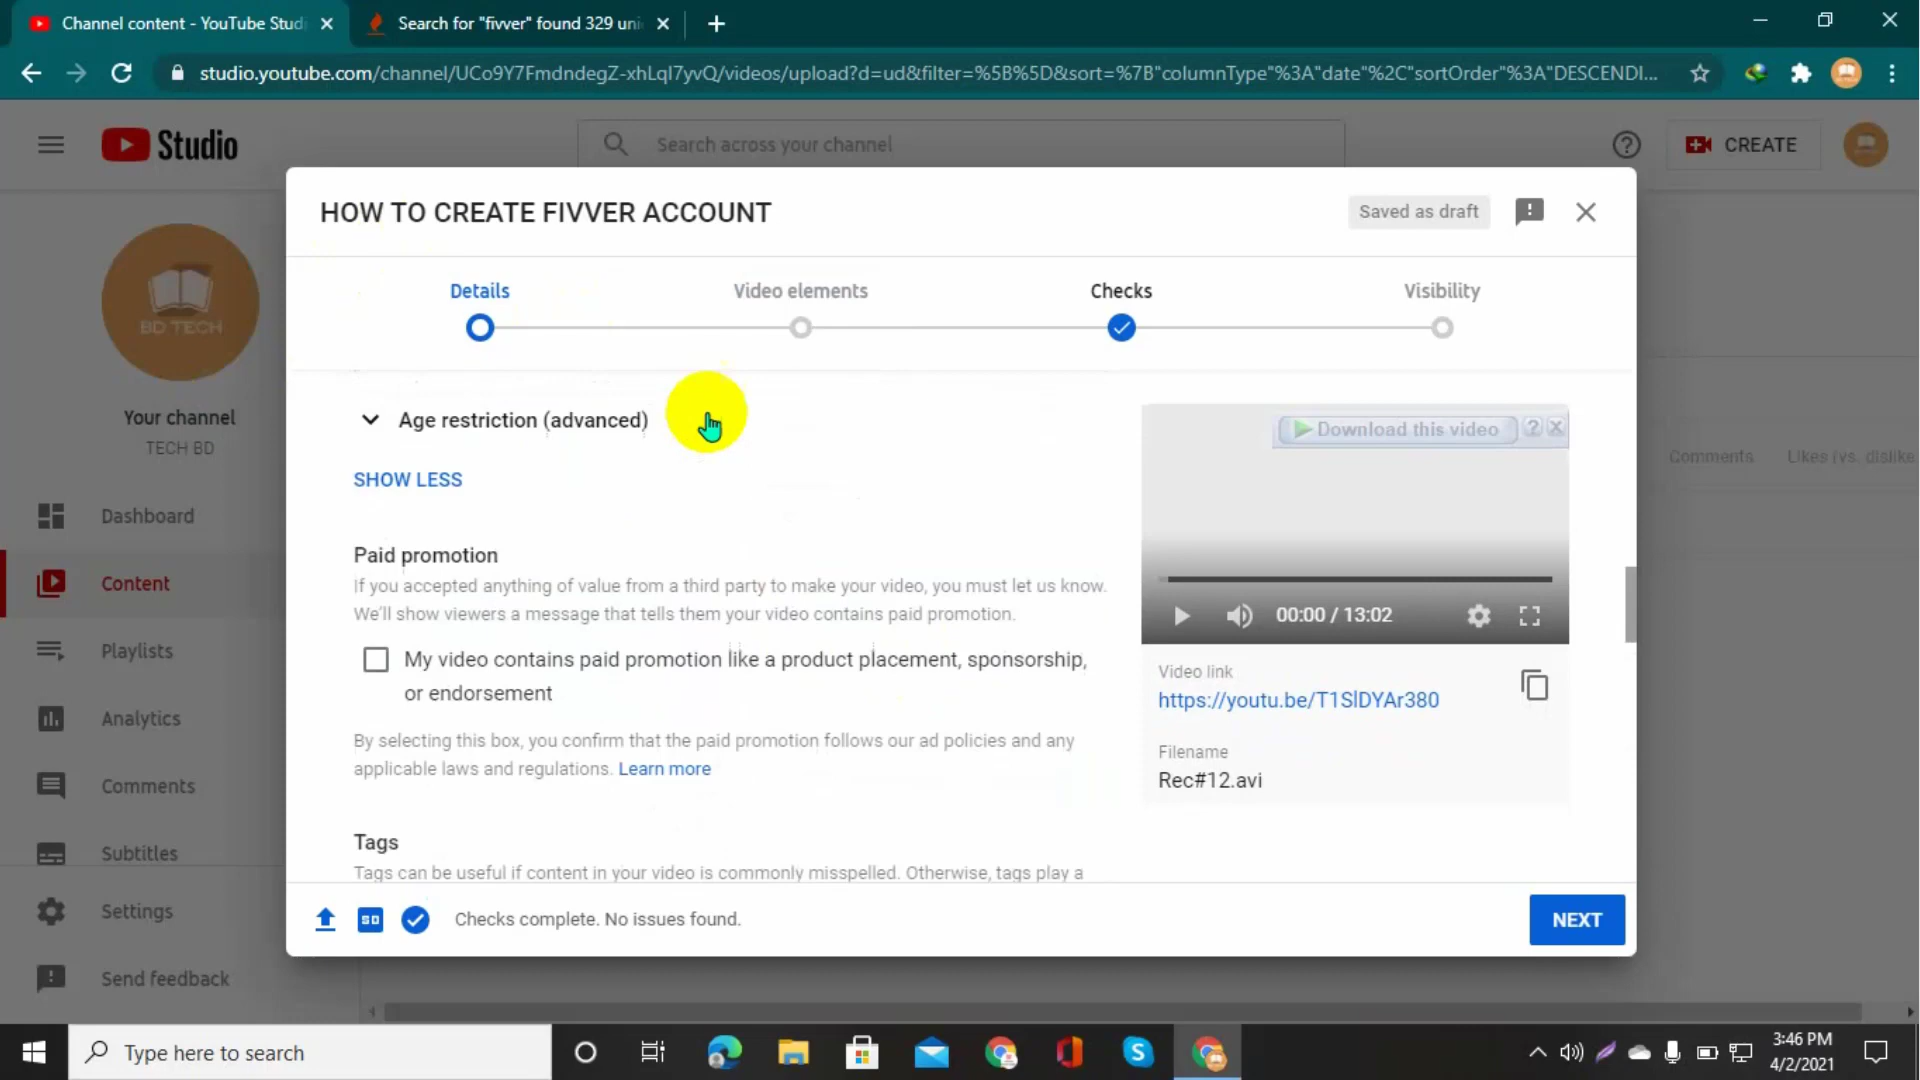 Channel content - YouTube Stud
Search for "fivver" found 329 uni
studio.youtube.com/channel/UCo9Y7FmdndegZ-xhLqI7yvQ/videos/upload?d=ud&filter=%5B%5D&sort=%7B"columnType"%3A"date"%2C"sortOrder"%3A"DESCENDI...
Studio
Search across your channel
CREATE
HOW TO CREATE FIVVER ACCOUNT
Saved as draft
Details
Video elements
Checks
Visibility
BD TECH
Your channel
TECH BD
Dashboard
Content
Playlists
Analytics
Comments
Subtitles
Settings
Send feedback
Age restriction (advanced)
SHOW LESS
Paid promotion
If you accepted anything of value from a third party to make your video, you must let us know.
We'll show viewers a message that tells them your video contains paid promotion.
My video contains paid promotion like a product placement, sponsorship,
or endorsement
By selecting this box, you confirm that the paid promotion follows our ad policies and any
applicable laws and regulations. Learn more
Tags
Tags can be useful if content in your video is commonly misspelled. Otherwise, tags play a
Download this video
00:00 / 13:02
Video link
https://youtu.be/T1SlDYAr380
Filename
Rec#12.avi
Comments
Likes (vs. dislike
SD
Checks complete. No issues found.
NEXT
Type here to search
3:46 PM
4/2/2021